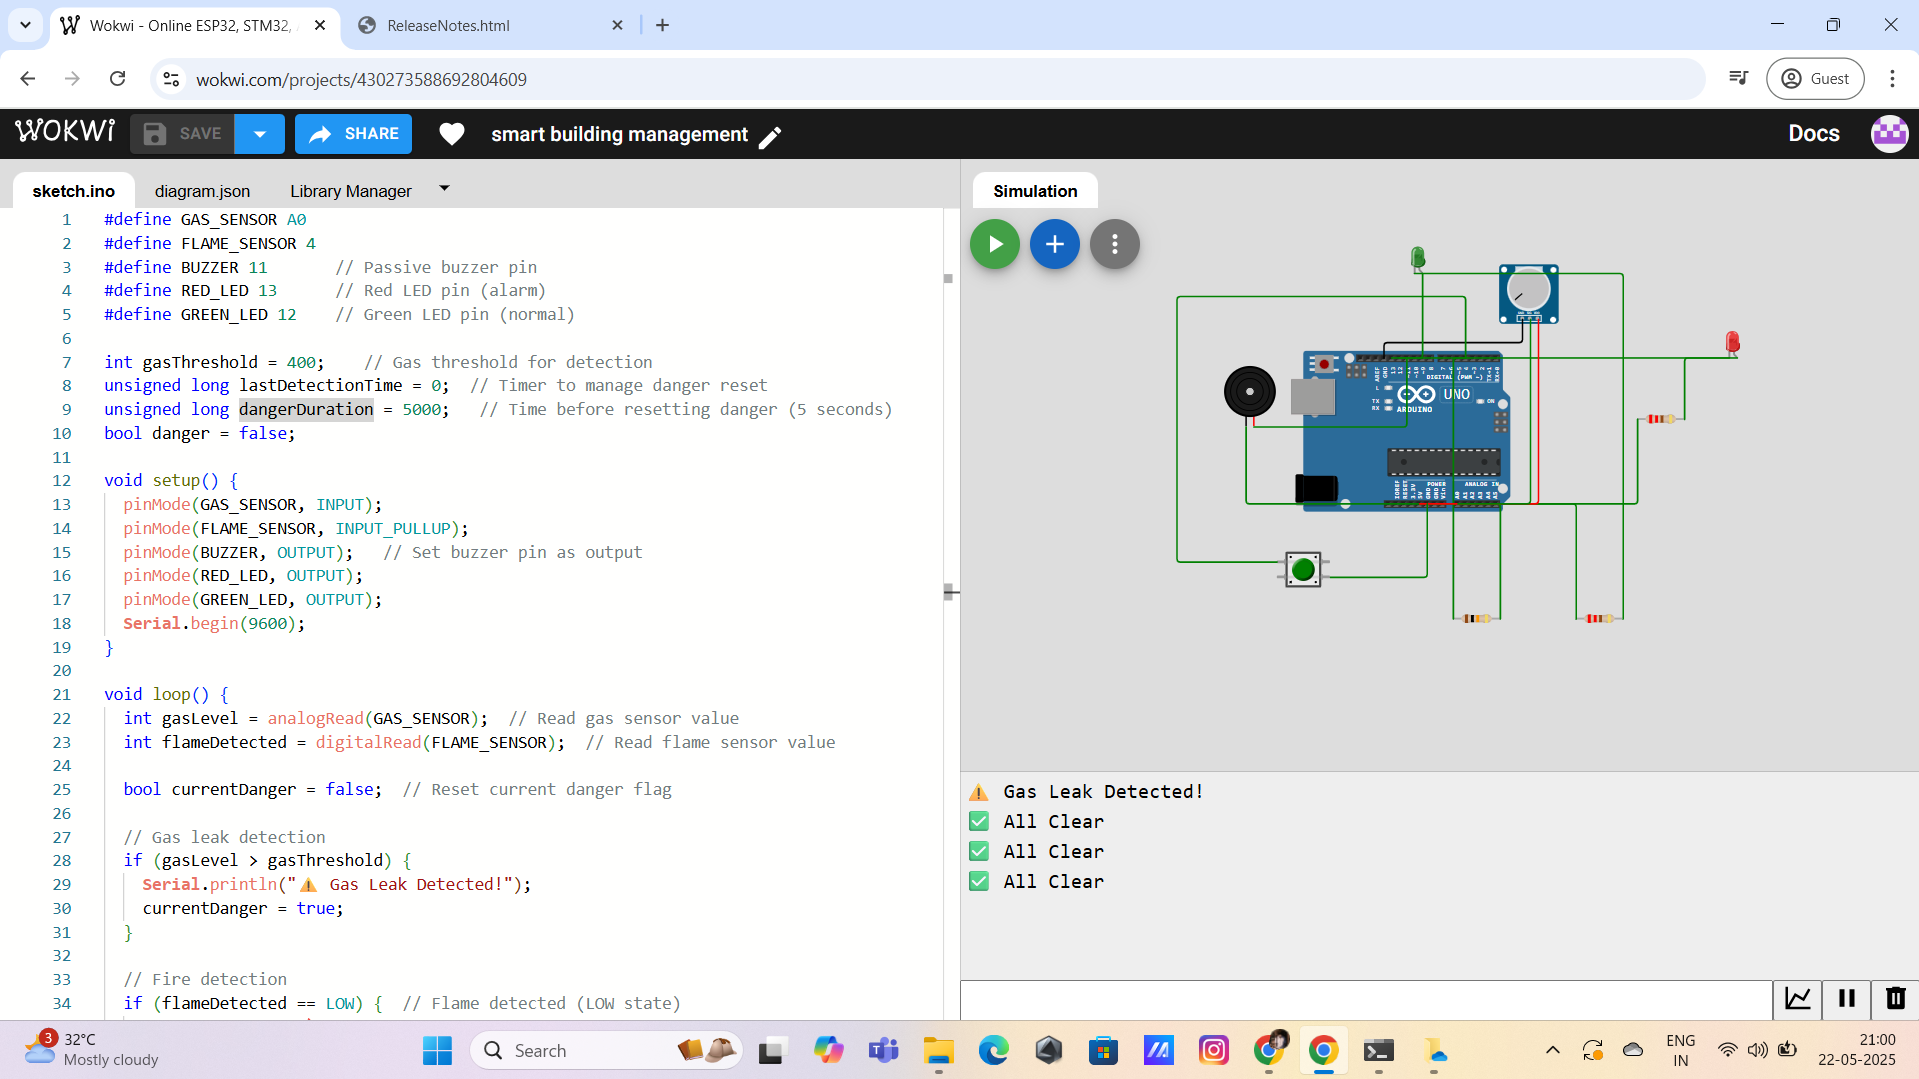 Wokwi - Online ESP32, STM32,
ReleaseNotes.html
wokwi.com/projects/430273588692804609
Guest
WOKWi
SAVE
SHARE
smart building management
Docs
sketch.ino
diagram.json
Library Manager
Simulation
1 #define GAS_SENSOR A0
2 #define FLAME_SENSOR 4
3 #define BUZZER 11 // Passive buzzer pin
4 #define RED_LED 13 // Red LED pin (alarm)
5 #define GREEN_LED 12 // Green LED pin (normal)
6
7 int gasThreshold = 400; // Gas threshold for detection
8 unsigned long lastDetectionTime = 0; // Timer to manage danger reset
9 unsigned long dangerDuration = 5000; // Time before resetting danger (5 seconds)
10 bool danger = false;
11
12 void setup() {
13 pinMode(GAS_SENSOR, INPUT);
14 pinMode(FLAME_SENSOR, INPUT_PULLUP);
15 pinMode(BUZZER, OUTPUT); // Set buzzer pin as output
16 pinMode(RED_LED, OUTPUT);
17 pinMode(GREEN_LED, OUTPUT);
18 Serial.begin(9600);
19 }
20
21 void loop() {
22 int gasLevel = analogRead(GAS_SENSOR); // Read gas sensor value
23 int flameDetected = digitalRead(FLAME_SENSOR); // Read flame sensor value
24
25 bool currentDanger = false; // Reset current danger flag
26
27 // Gas leak detection
28 if (gasLevel > gasThreshold) {
29 Serial.println("⚠️ Gas Leak Detected!");
30 currentDanger = true;
31 }
32
33 // Fire detection
34 if (flameDetected == LOW) { // Flame detected (LOW state)
DIGITAL (PWM ~)
L
TX
RX
UNO
ON
ARDUINO
POWER
ANALOG IN
⚠️ Gas Leak Detected!
✅ All Clear
✅ All Clear
✅ All Clear
3
32°C
Mostly cloudy
Search
ENG
IN
21:00
22-05-2025